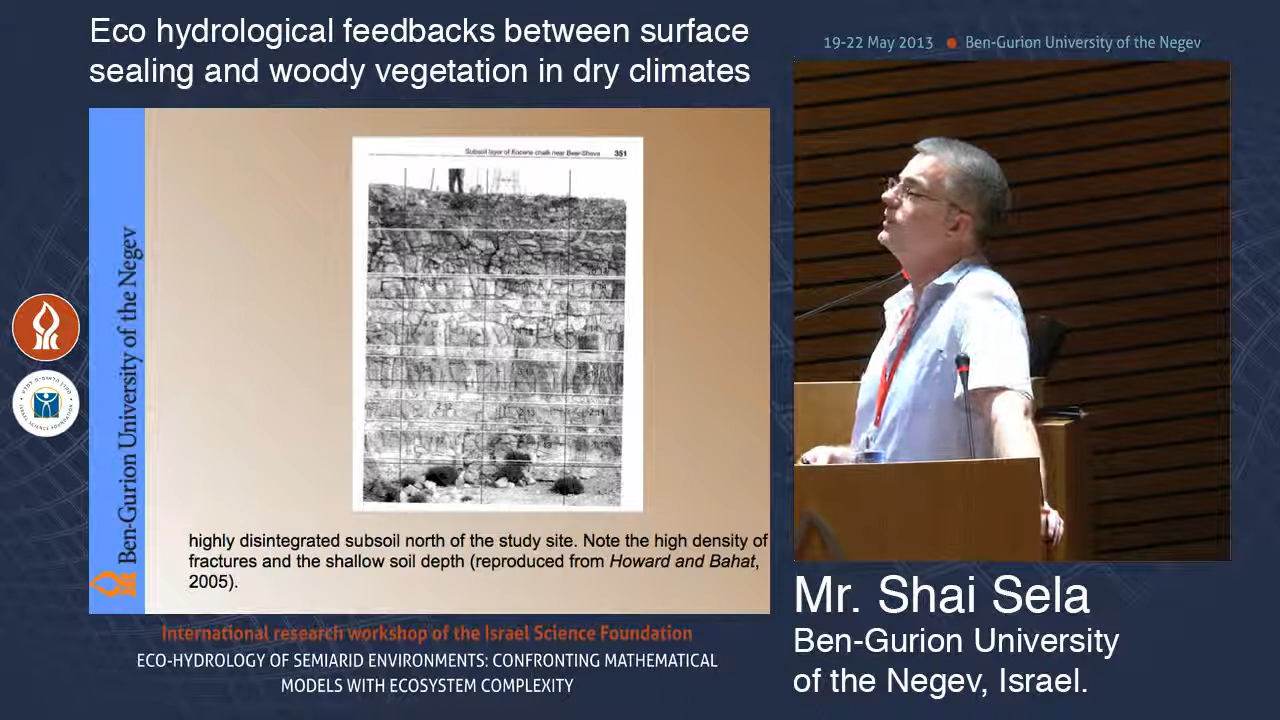 Eco hydrological feedbacks between surface
sealing and woody vegetation in dry climates
19-22 May 2013 ● Ben-Gurion University of the Negev
Ben-Gurion University of the Negev
Subsoil layer of Eocene chalk near Beer-Sheva 351
highly disintegrated subsoil north of the study site. Note the high density of
fractures and the shallow soil depth (reproduced from Howard and Bahat,
2005).
International research workshop of the Israel Science Foundation
ECO-HYDROLOGY OF SEMIARID ENVIRONMENTS: CONFRONTING MATHEMATICAL
MODELS WITH ECOSYSTEM COMPLEXITY
Mr. Shai Sela
Ben-Gurion University
of the Negev, Israel.